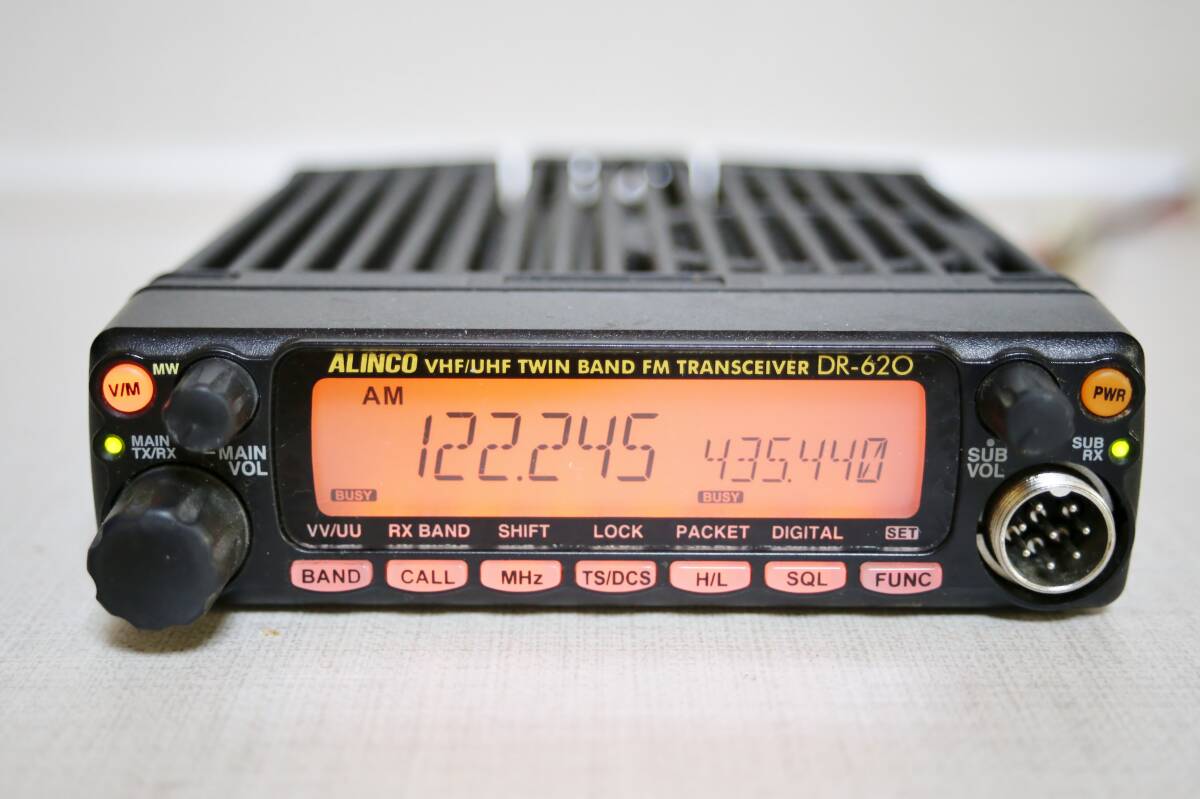 ALINCO VHF/UHF TWIN BAND FM TRANSCEIVER DR-620
V/M MW
PWR
AM
122.245 435.440
MAIN
TX/RX
MAIN
VOL
SUB
VOL
SUB
RX
BUSY BUSY
VV/UU RX BAND SHIFT LOCK PACKET DIGITAL SET
BAND CALL MHz TS/DCS H/L SQL FUNC